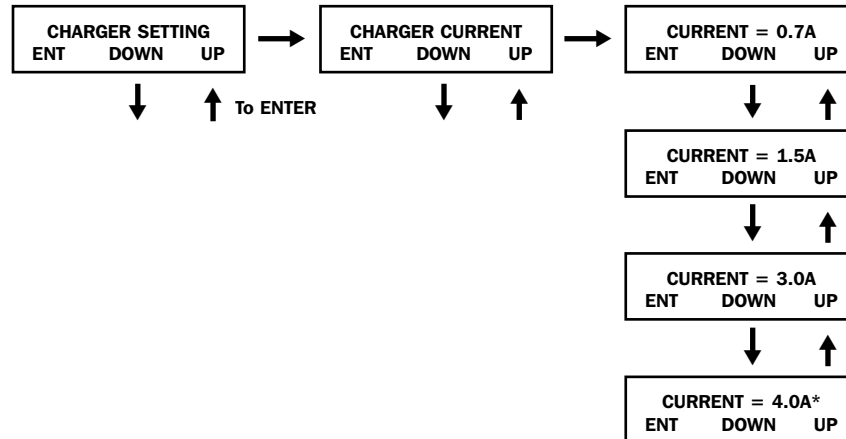 CHARGER SETTING
ENT DOWN UP
To ENTER
CHARGER CURRENT
ENT DOWN UP
CURRENT = 0.7A
ENT DOWN UP
CURRENT = 1.5A
ENT DOWN UP
CURRENT = 3.0A
ENT DOWN UP
CURRENT = 4.0A*
ENT DOWN UP